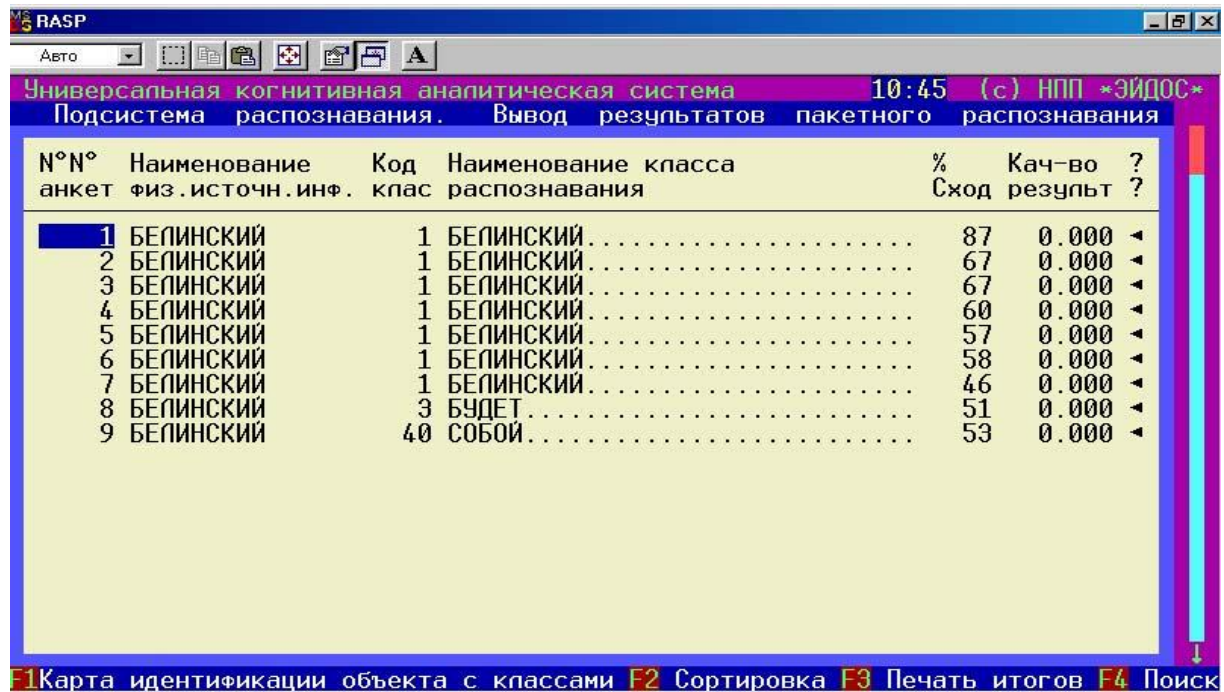 RASP
Авто
A
Универсальная когнитивная аналитическая система 10:45 (c) НПП *ЭЙДОС*
Подсистема распознавания. Вывод результатов пакетного распознавания
N°N° Наименование Код Наименование класса % Кач-во ?
анкет физ.источн.инф. клас распознавания Сход результ ?
1 БЕЛИНСКИЙ 1 БЕЛИНСКИЙ....................... 87 0.000 ◄
2 БЕЛИНСКИЙ 1 БЕЛИНСКИЙ....................... 67 0.000 ◄
3 БЕЛИНСКИЙ 1 БЕЛИНСКИЙ....................... 67 0.000 ◄
4 БЕЛИНСКИЙ 1 БЕЛИНСКИЙ....................... 60 0.000 ◄
5 БЕЛИНСКИЙ 1 БЕЛИНСКИЙ....................... 57 0.000 ◄
6 БЕЛИНСКИЙ 1 БЕЛИНСКИЙ....................... 58 0.000 ◄
7 БЕЛИНСКИЙ 1 БЕЛИНСКИЙ....................... 46 0.000 ◄
8 БЕЛИНСКИЙ 3 БУДЕТ........................... 51 0.000 ◄
9 БЕЛИНСКИЙ 40 СОБОЙ........................... 53 0.000 ◄
F1Карта идентификации объекта с классами F2 Сортировка F3 Печать итогов F4 Поиск